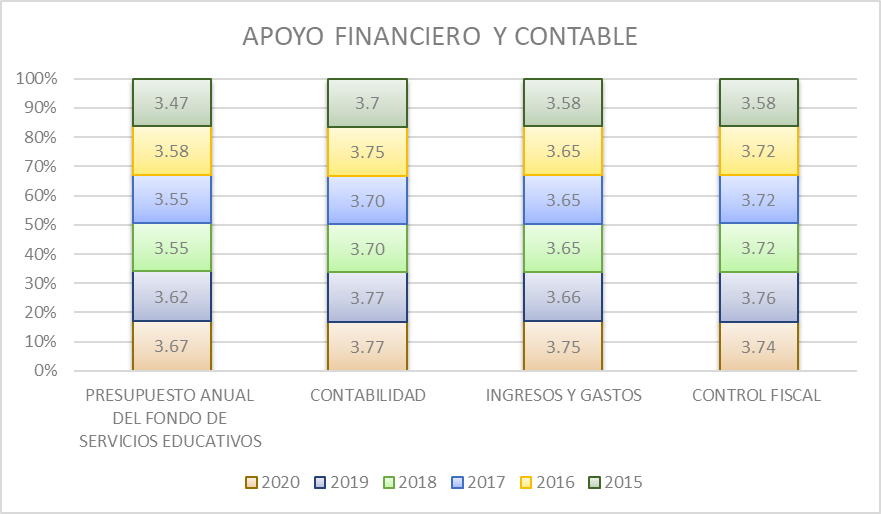 APOYO FINANCIERO Y CONTABLE
100%
90%
80%
70%
60%
50%
40%
30%
20%
10%
0%
3.47 3.7 3.58 3.58
3.58 3.75 3.65 3.72
3.55 3.70 3.65 3.72
3.55 3.70 3.65 3.72
3.62 3.77 3.66 3.76
3.67 3.77 3.75 3.74
PRESUPUESTO ANUAL
DEL FONDO DE
SERVICIOS EDUCATIVOS
CONTABILIDAD
INGRESOS Y GASTOS
CONTROL FISCAL
2020 2019 2018 2017 2016 2015